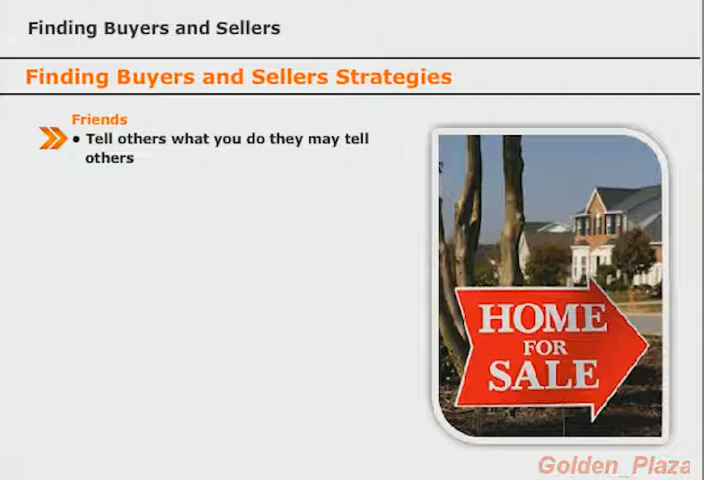 Finding Buyers and Sellers
Finding Buyers and Sellers Strategies
Friends
• Tell others what you do they may tell
others
HOME
FOR
SALE
Golden_Plaza